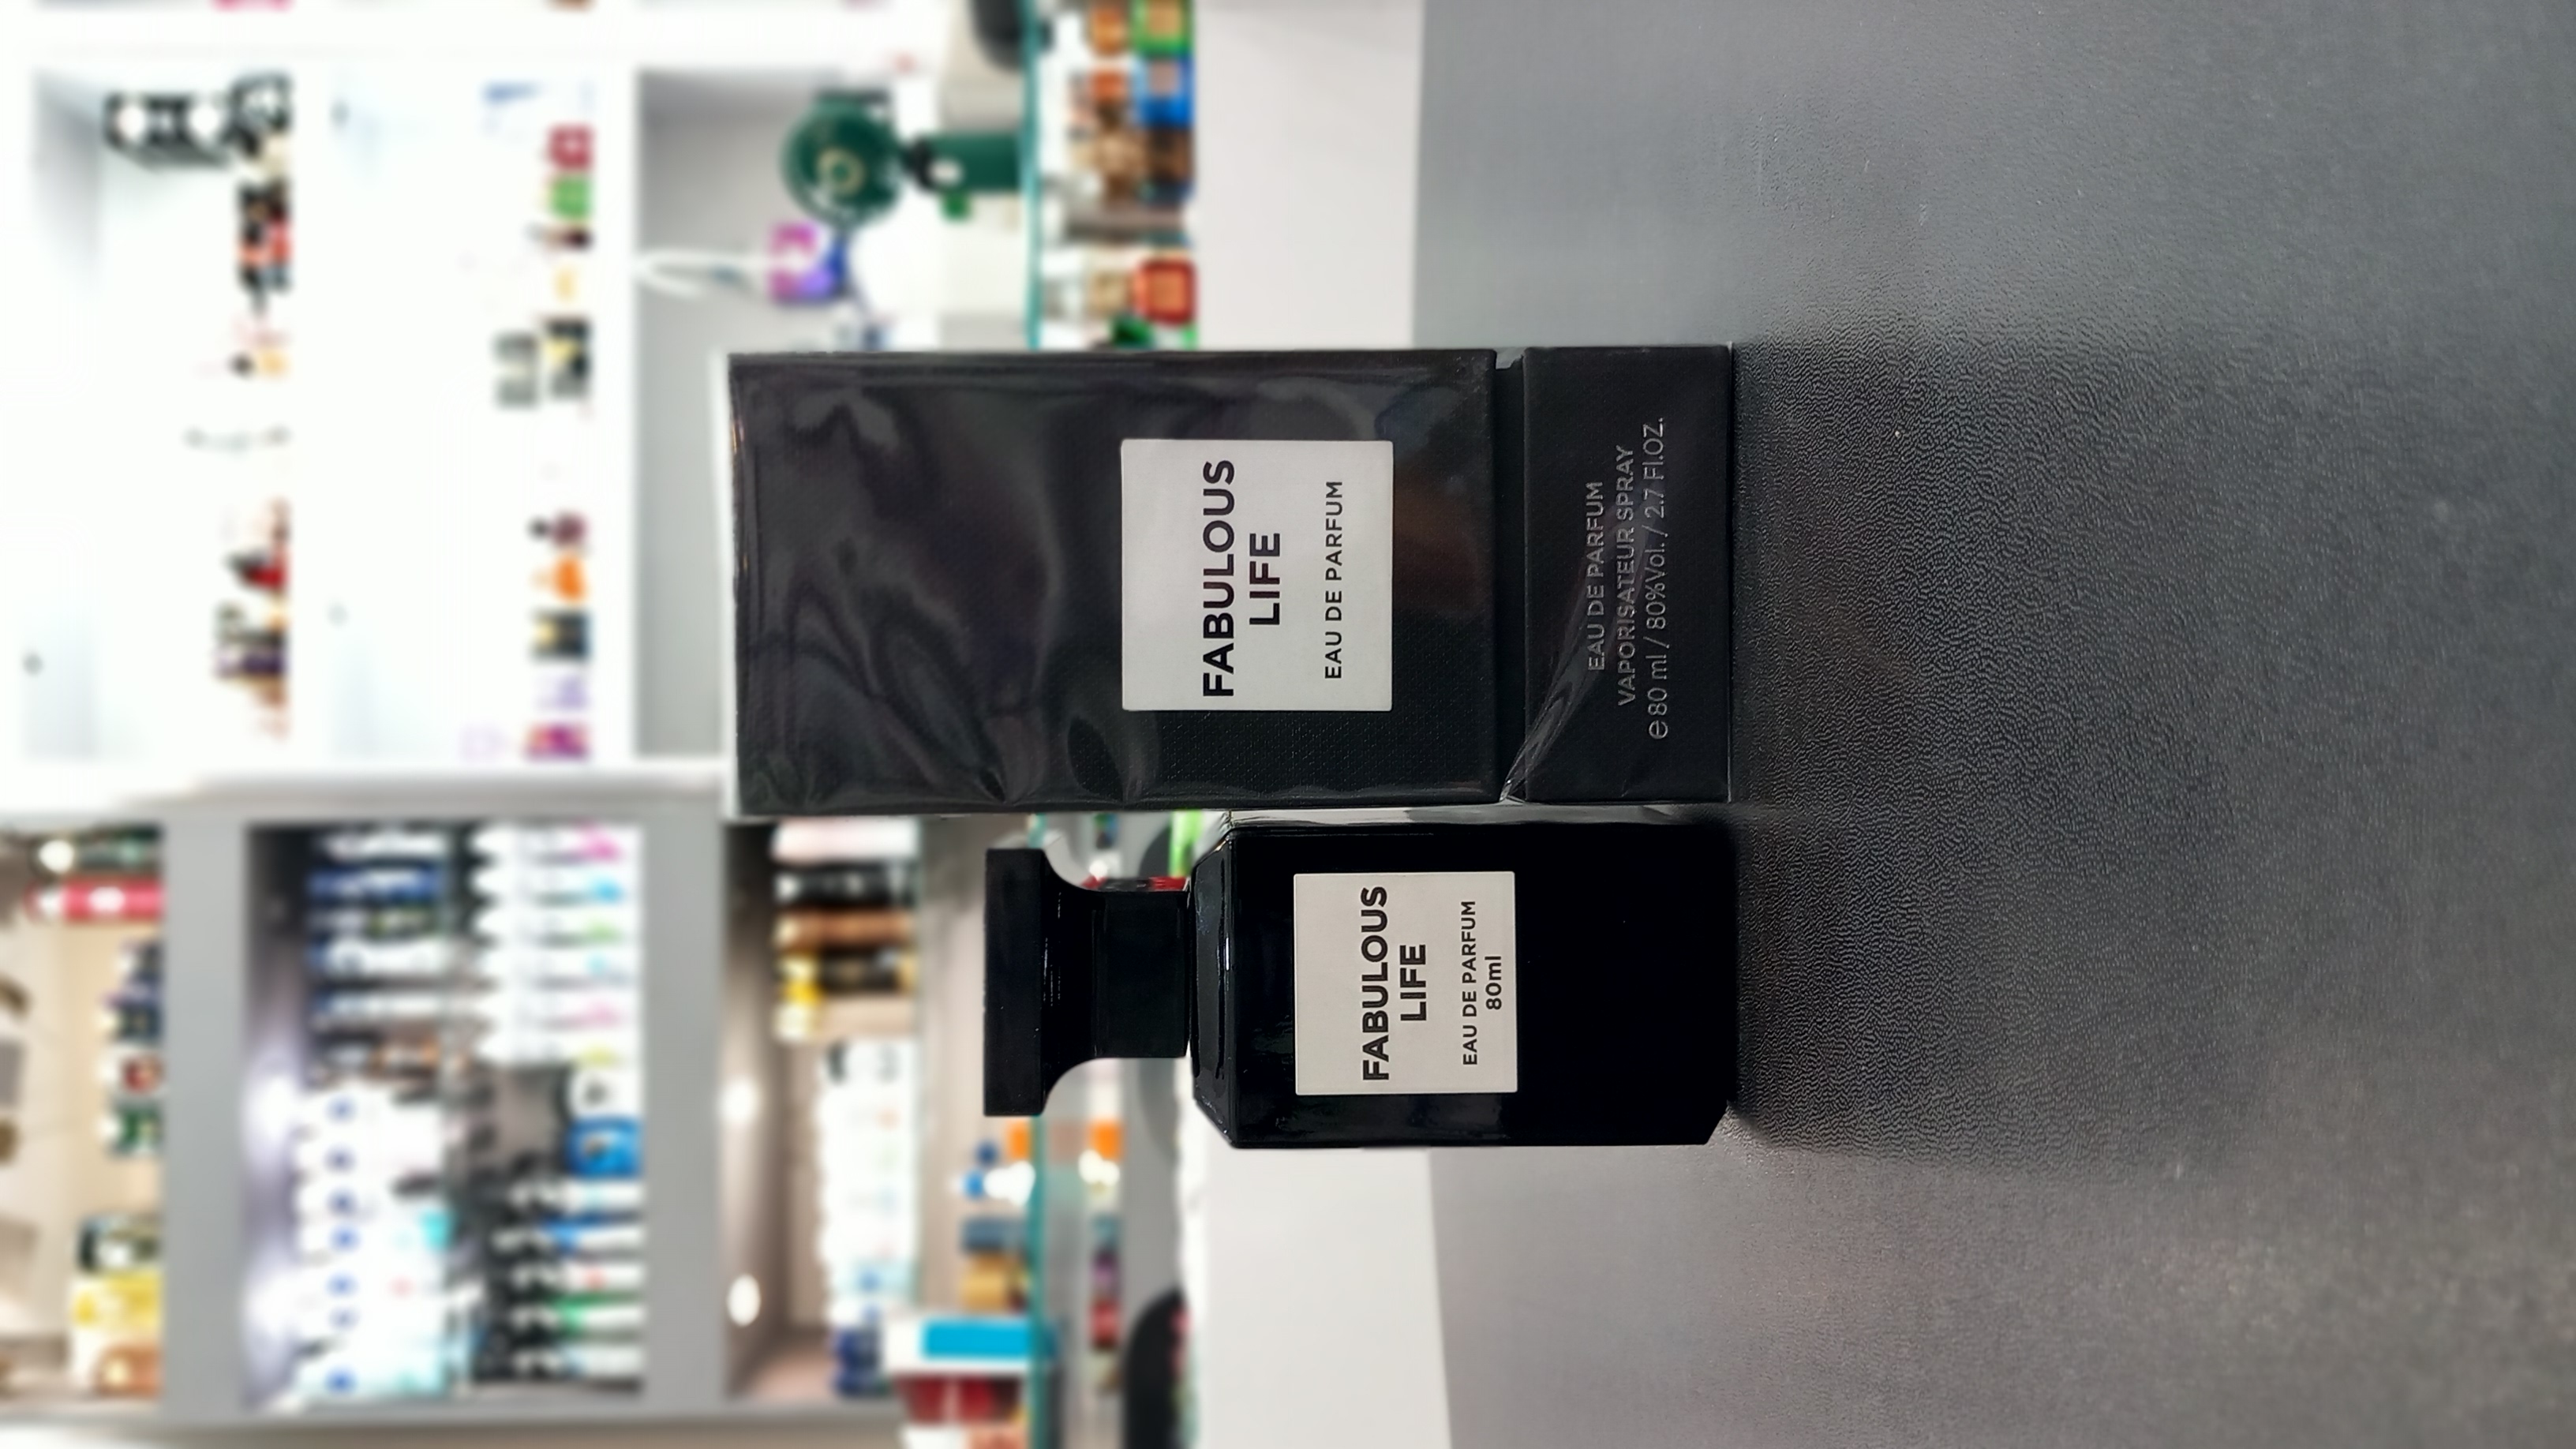 FABULOUS
LIFE
EAU DE PARFUM
80ml
FABULOUS
LIFE
EAU DE PARFUM
EAU DE PARFUM
VAPORISATEUR SPRAY
℮ 80 ml / 80%Vol. / 2.7 Fl.OZ.